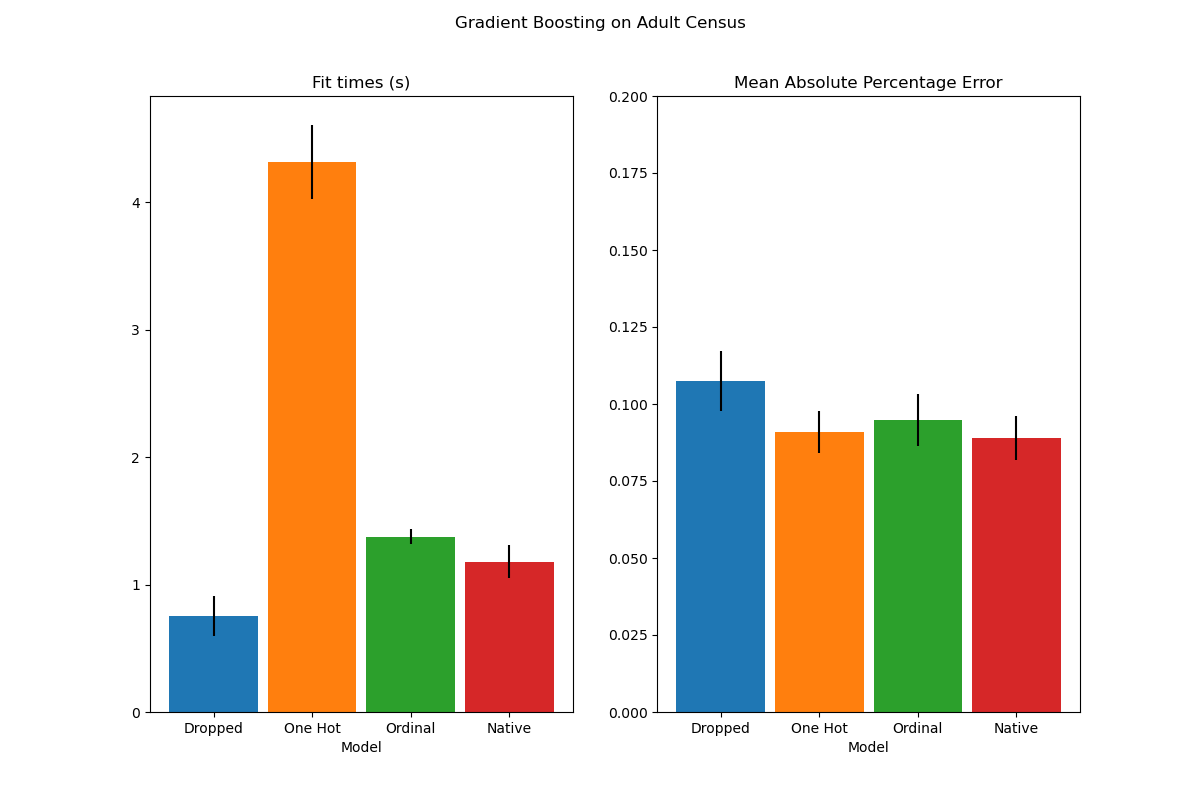 Gradient Boosting on Adult Census
Fit times (s)
4
3
2
1
0
Dropped One Hot Ordinal Native
Model
Mean Absolute Percentage Error
0.200
0.175
0.150
0.125
0.100
0.075
0.050
0.025
0.000
Dropped One Hot Ordinal Native
Model